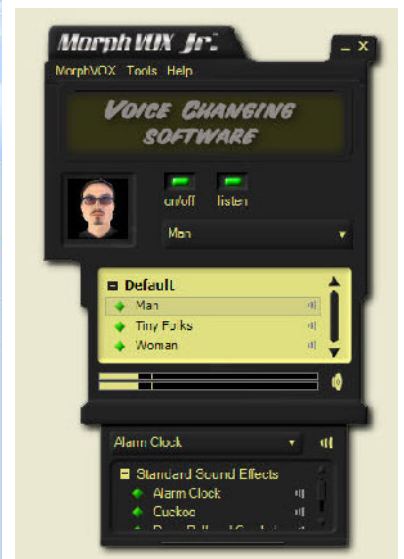 MorphVOX Jr.
MorphVOX Tools Help
VOICE CHANGING
SOFTWARE
on/off listen
Man
Default
Man
Tiny Folks
Woman
Alarm Clock
Standard Sound Effects
Alarm Clock
Cuckoo